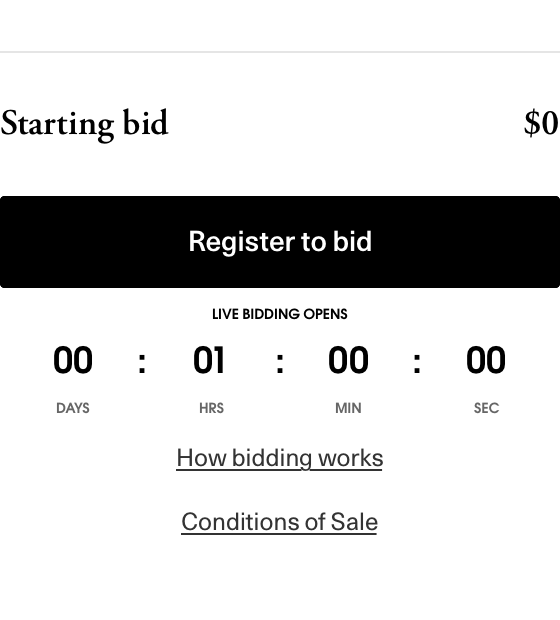 Starting bid $0
Register to bid
LIVE BIDDING OPENS
00 : 01 : 00 : 00
DAYS HRS MIN SEC
How bidding works
Conditions of Sale